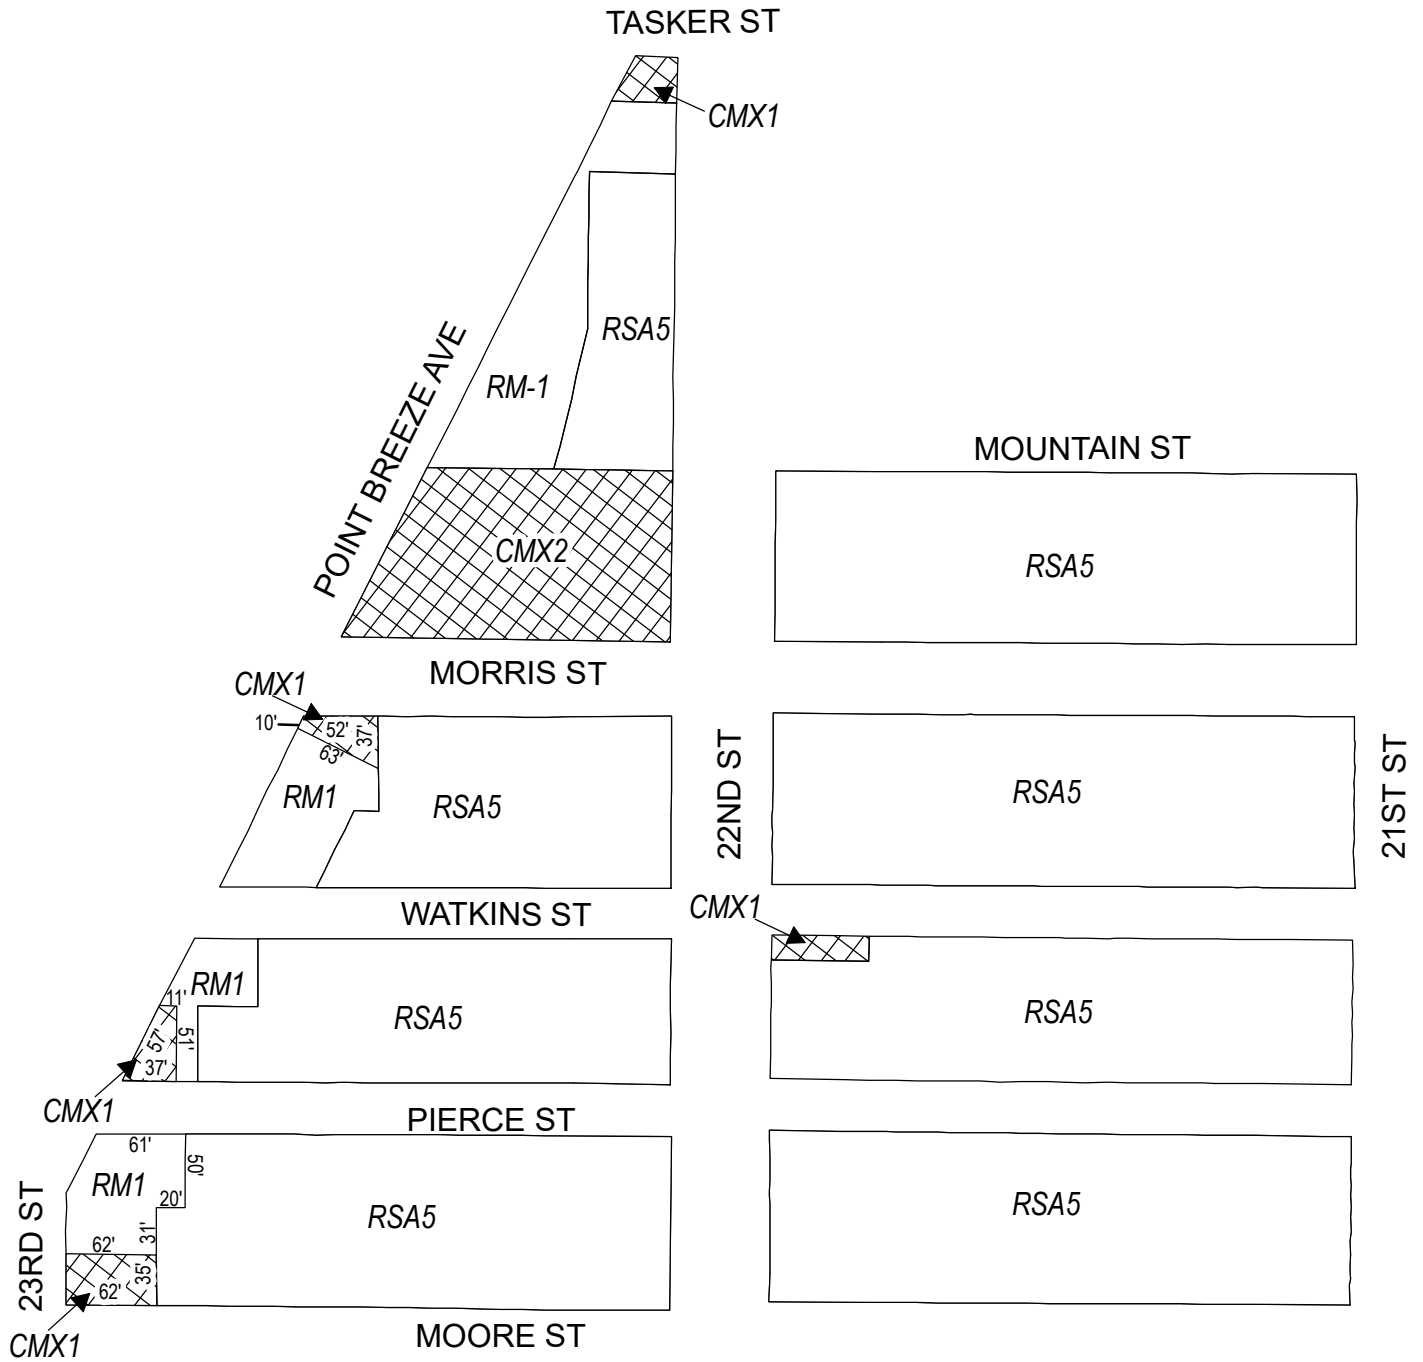 TASKER ST
CMX1
RSA5
RM-1
POINT BREEZE AVE
MOUNTAIN ST
CMX2
RSA5
MORRIS ST
CMX1
10'
52'
37'
63'
RM1
RSA5
22ND ST
RSA5
21ST ST
WATKINS ST
CMX1
RM1
11'
57'
51'
37'
RSA5
RSA5
CMX1
PIERCE ST
61'
50'
RM1
20'
31'
62'
RSA5
RSA5
23RD ST
35'
62'
CMX1
MOORE ST